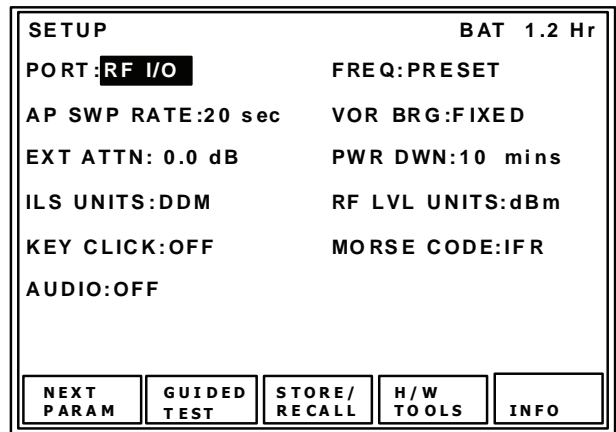 SETUP BAT 1.2 Hr
PORT:RF I/O FREQ:PRESET
AP SWP RATE:20 sec VOR BRG:FIXED
EXT ATTN: 0.0 dB PWR DWN:10 mins
ILS UNITS:DDM RF LVL UNITS:dBm
KEY CLICK:OFF MORSE CODE:IFR
AUDIO:OFF
NEXT PARAM
GUIDED TEST
STORE/ RECALL
H/W TOOLS
INFO